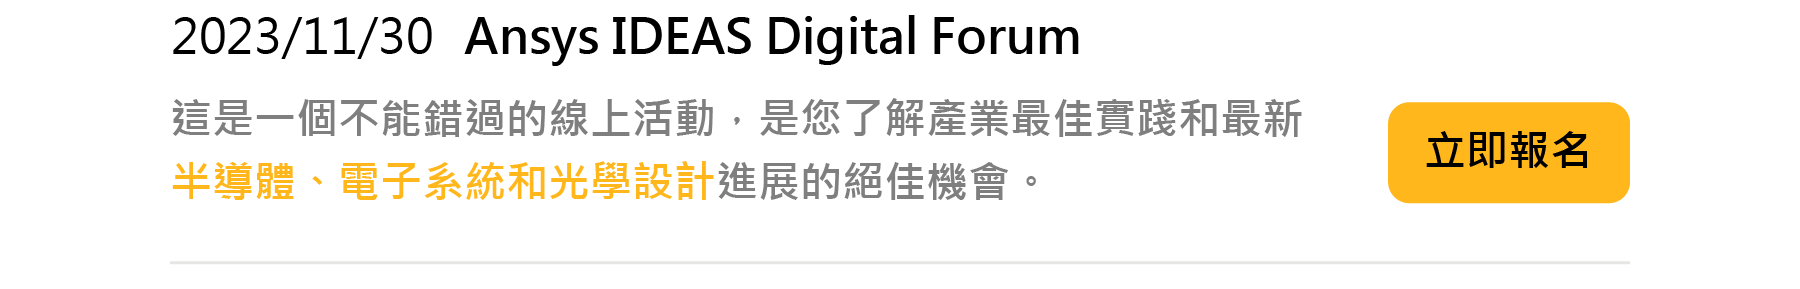 2023/11/30 Ansys IDEAS Digital Forum
這是一個不能錯過的線上活動，是您了解產業最佳實踐和最新
半導體、電子系統和光學設計進展的絕佳機會。
立即報名